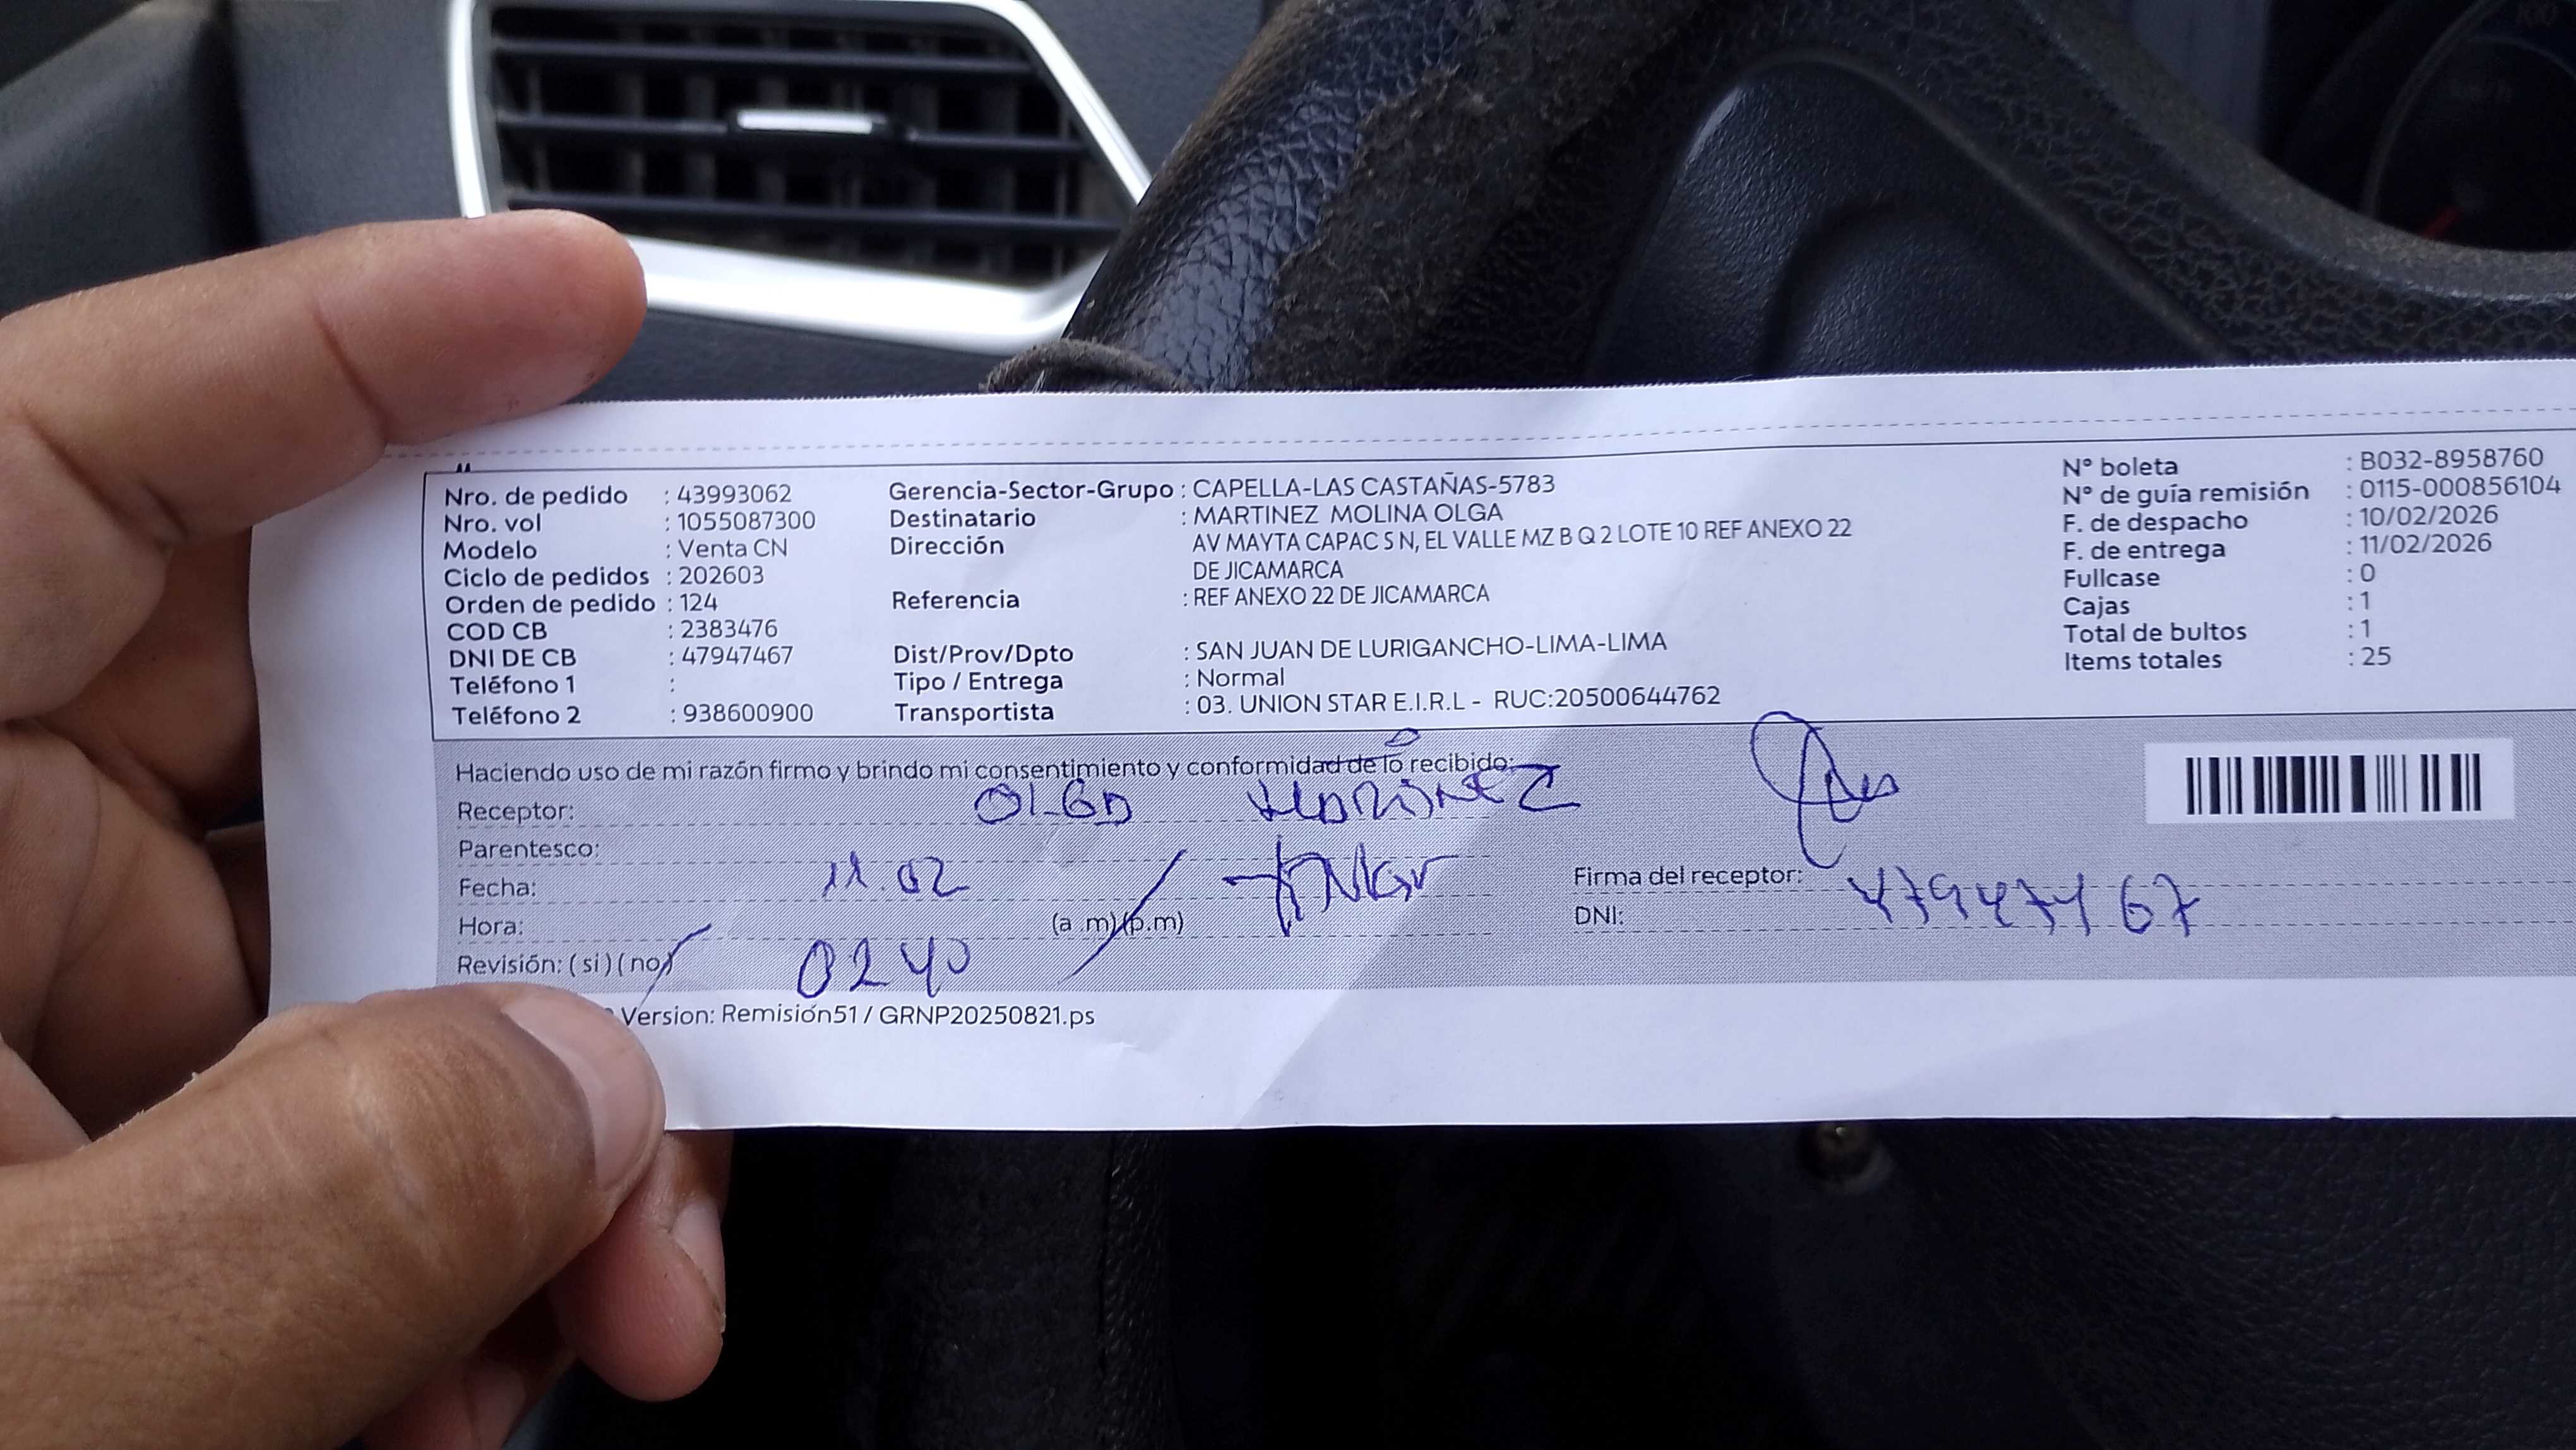 Nro. de pedido : 43993062
Nro. vol : 1055087300
Modelo : Venta CN
Ciclo de pedidos : 202603
Orden de pedido : 124
COD CB : 2383476
DNI DE CB : 47947467
Teléfono 1 :
Teléfono 2 : 938600900
Gerencia-Sector-Grupo : CAPELLA-LAS CASTAÑAS-5783
Destinatario : MARTINEZ MOLINA OLGA
Dirección AV MAYTA CAPAC S N, EL VALLE MZ B Q 2 LOTE 10 REF ANEXO 22
DE JICAMARCA
Referencia : REF ANEXO 22 DE JICAMARCA
Dist/Prov/Dpto : SAN JUAN DE LURIGANCHO-LIMA-LIMA
Tipo / Entrega : Normal
Transportista : 03. UNION STAR E.I.R.L - RUC:20500644762
N° boleta : B032-8958760
N° de guía remisión : 0115-000856104
F. de despacho : 10/02/2026
F. de entrega : 11/02/2026
Fullcase : 0
Cajas : 1
Total de bultos : 1
Items totales : 25
Haciendo uso de mi razón firmo y brindo mi consentimiento y conformidad de lo recibido:
Receptor: OLGA MARTINEZ
Parentesco:
Fecha: 11.02
Hora: (a .m)(p.m)
Revisión: ( si ) ( no ) 0240
Firma del receptor:
DNI: 47947467
Version: Remisión51 / GRNP20250821.ps